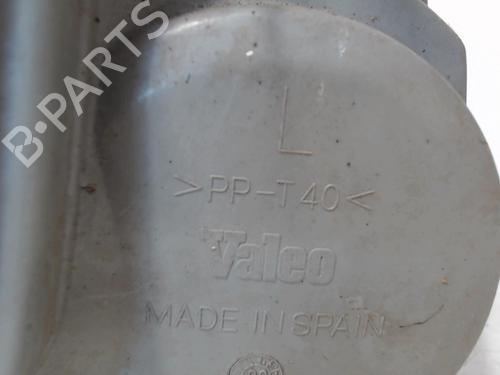 B-PARTS
L
>PP-T40<
Valeo
MADE IN SPAIN